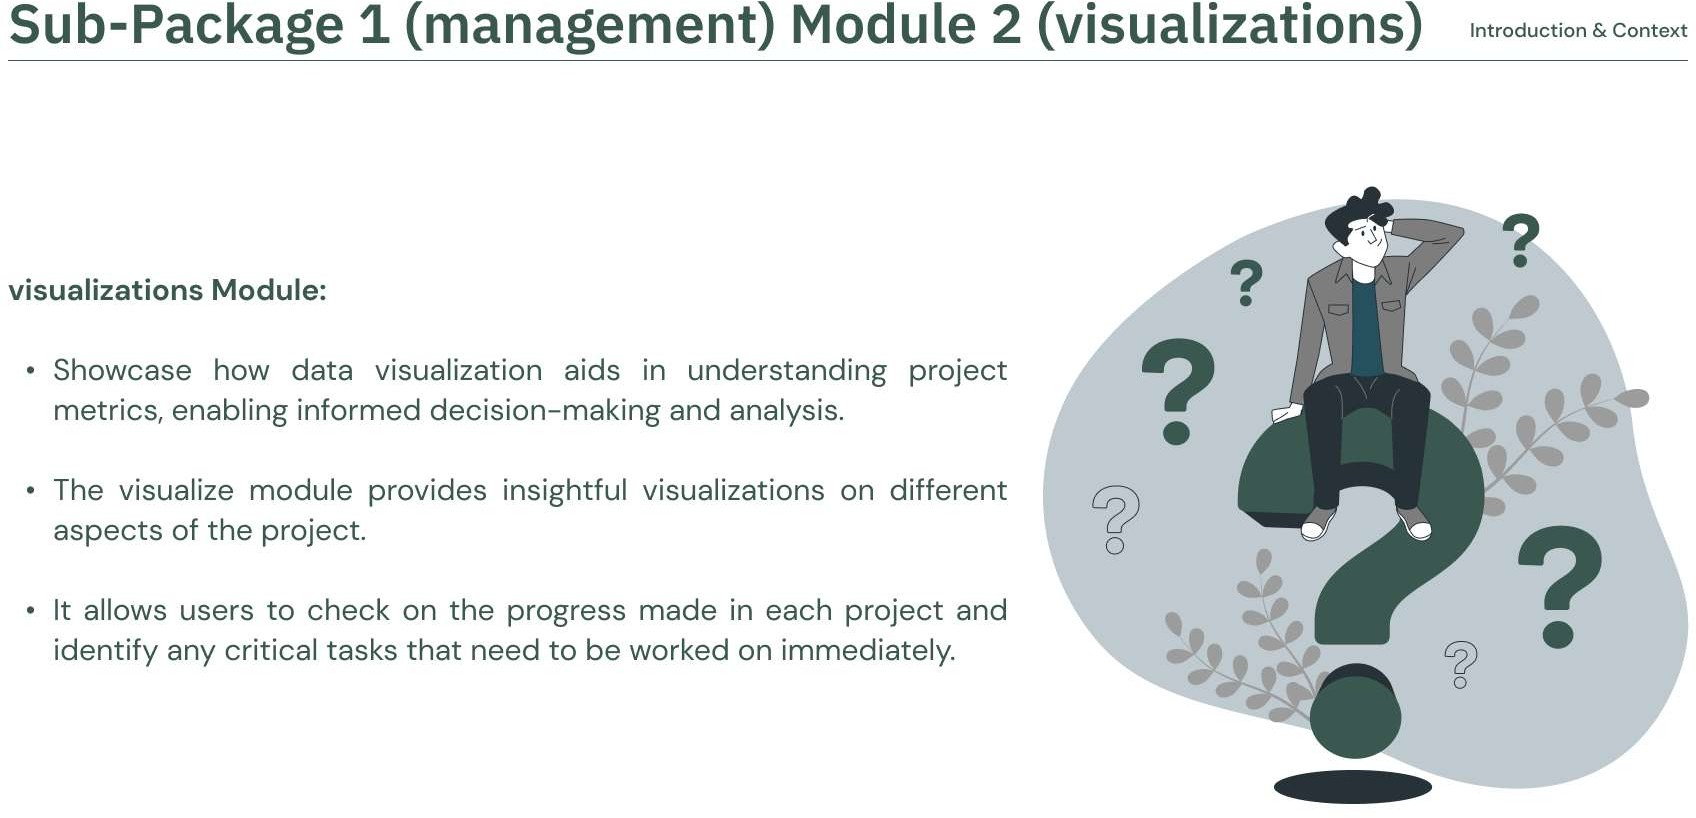 Sub-Package 1 (management) Module 2 (visualizations)
Introduction & Context
visualizations Module:
• Showcase how data visualization aids in understanding project
metrics, enabling informed decision-making and analysis.
• The visualize module provides insightful visualizations on different
aspects of the project.
• It allows users to check on the progress made in each project and
identify any critical tasks that need to be worked on immediately.
?
?
?
?
?
?
?